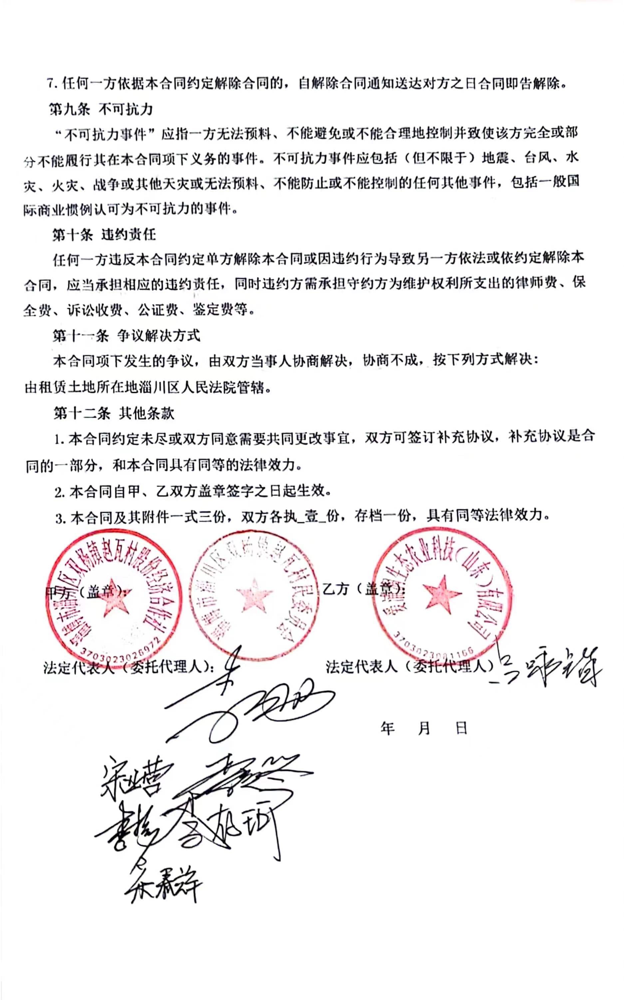 7.任何一方依据本合同约定解除合同的，自解除合同通知送达对方之日合同即告解除。
第九条 不可抗力
“不可抗力事件”应指一方无法预料、不能避免或不能合理地控制并致使该方完全或部
分不能履行其在本合同项下义务的事件。不可抗力事件应包括（但不限于）地震、台风、水
灾、火灾、战争或其他天灾或无法预料、不能防止或不能控制的任何其他事件，包括一般国
际商业惯例认可为不可抗力的事件。
第十条 违约责任
任何一方违反本合同约定单方解除本合同或因违约行为导致另一方依法或依约定解除本
合同，应当承担相应的违约责任，同时违约方需承担守约方为维护权利所支出的律师费、保
全费、诉讼收费、公证费、鉴定费等。
第十一条 争议解决方式
本合同项下发生的争议，由双方当事人协商解决，协商不成，按下列方式解决：
由租赁土地所在地淄川区人民法院管辖。
第十二条 其他条款
1.本合同约定未尽或双方同意需要共同更改事宜，双方可签订补充协议，补充协议是合
同的一部分，和本合同具有同等的法律效力。
2.本合同自甲、乙双方盖章签字之日起生效。
3.本合同及其附件一式三份，双方各执_壹_份，存档一份，具有同等法律效力。
淄博市淄川区双杨镇赵瓦村股份经济合作社
3703023026972
淄博市淄川区双杨镇赵瓦村村民委员会
生态农业科技（山东）有限公司
3703023081166
甲方（盖章）：
乙方（盖章）：
法定代表人（委托代理人）：
法定代表人（委托代理人）
年 月 日